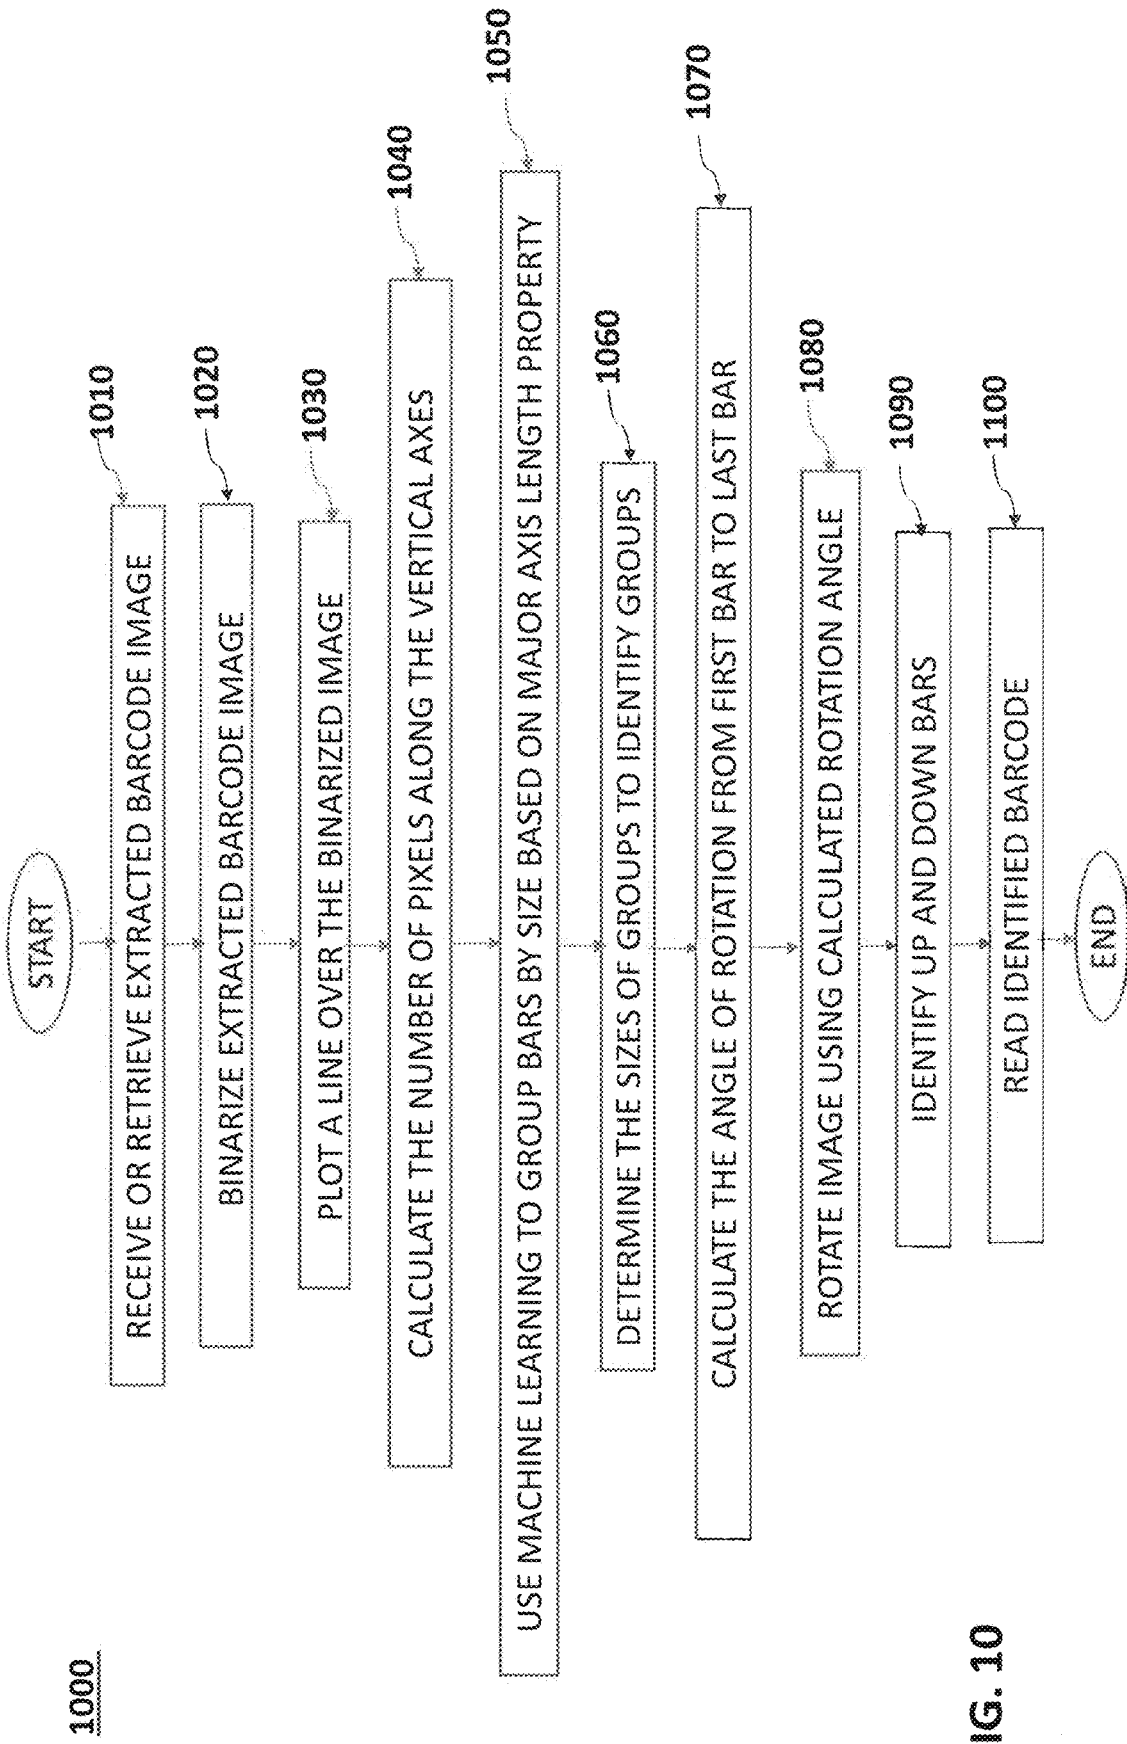 1000
START
RECEIVE OR RETRIEVE EXTRACTED BARCODE IMAGE
1010
BINARIZE EXTRACTED BARCODE IMAGE
1020
PLOT A LINE OVER THE BINARIZED IMAGE
1030
CALCULATE THE NUMBER OF PIXELS ALONG THE VERTICAL AXES
1040
USE MACHINE LEARNING TO GROUP BARS BY SIZE BASED ON MAJOR AXIS LENGTH PROPERTY
1050
DETERMINE THE SIZES OF GROUPS TO IDENTIFY GROUPS
1060
CALCULATE THE ANGLE OF ROTATION FROM FIRST BAR TO LAST BAR
1070
ROTATE IMAGE USING CALCULATED ROTATION ANGLE
1080
IDENTIFY UP AND DOWN BARS
1090
READ IDENTIFIED BARCODE
1100
END
IG. 10